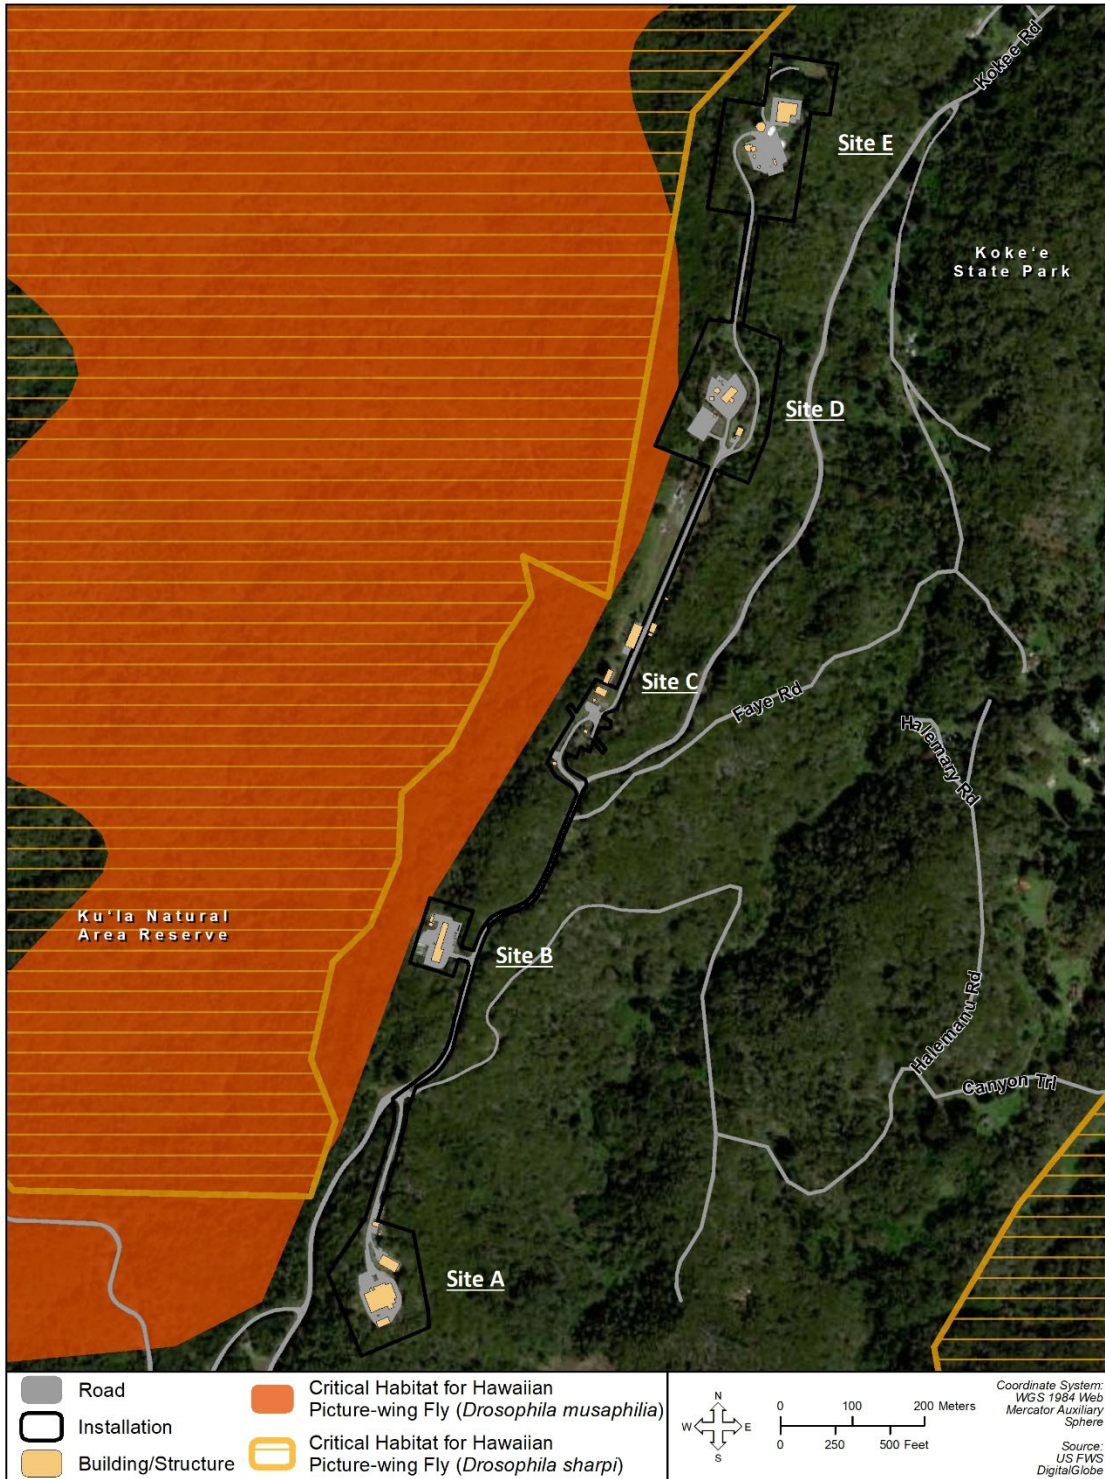 Kokee Rd
Site E
Koke‘e
State Park
Site D
Site C
Faye Rd
Halemary Rd
Ku‘la Natural
Area Reserve
Site B
Halemanu Rd
Canyon Trl
Site A
Road
Installation
Building/Structure
Critical Habitat for Hawaiian
Picture-wing Fly (Drosophila musaphilia)
Critical Habitat for Hawaiian
Picture-wing Fly (Drosophila sharpi)
N
W E
S
0 100 200 Meters
0 250 500 Feet
Coordinate System:
WGS 1984 Web
Mercator Auxiliary
Sphere
Source:
US FWS
DigitalGlobe